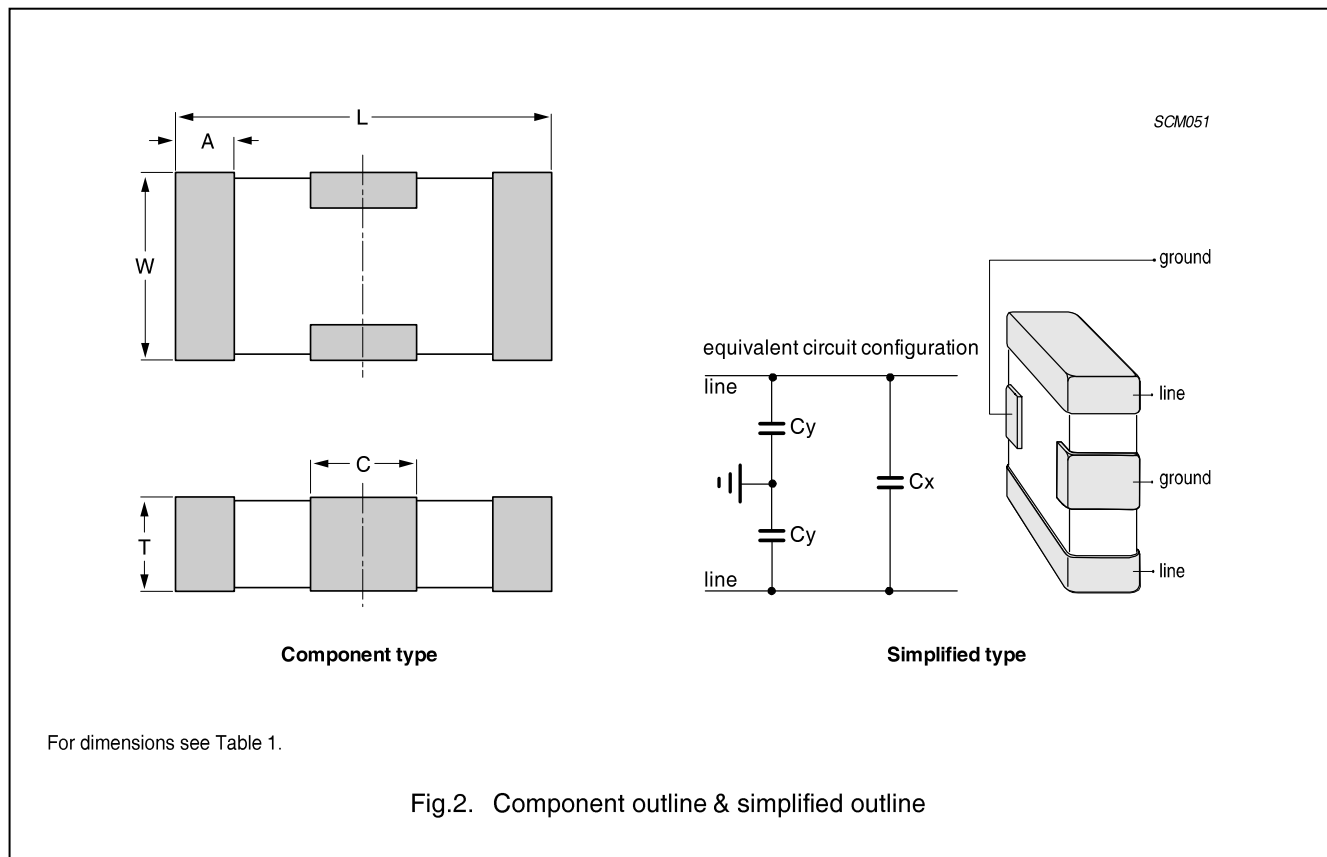 L
A
SCM051
W
ground
equivalent circuit configuration
line
line
Cy
C
Cx
ground
T
Cy
line
line
Component type
Simplified type
For dimensions see Table 1.
Fig.2. Component outline & simplified outline